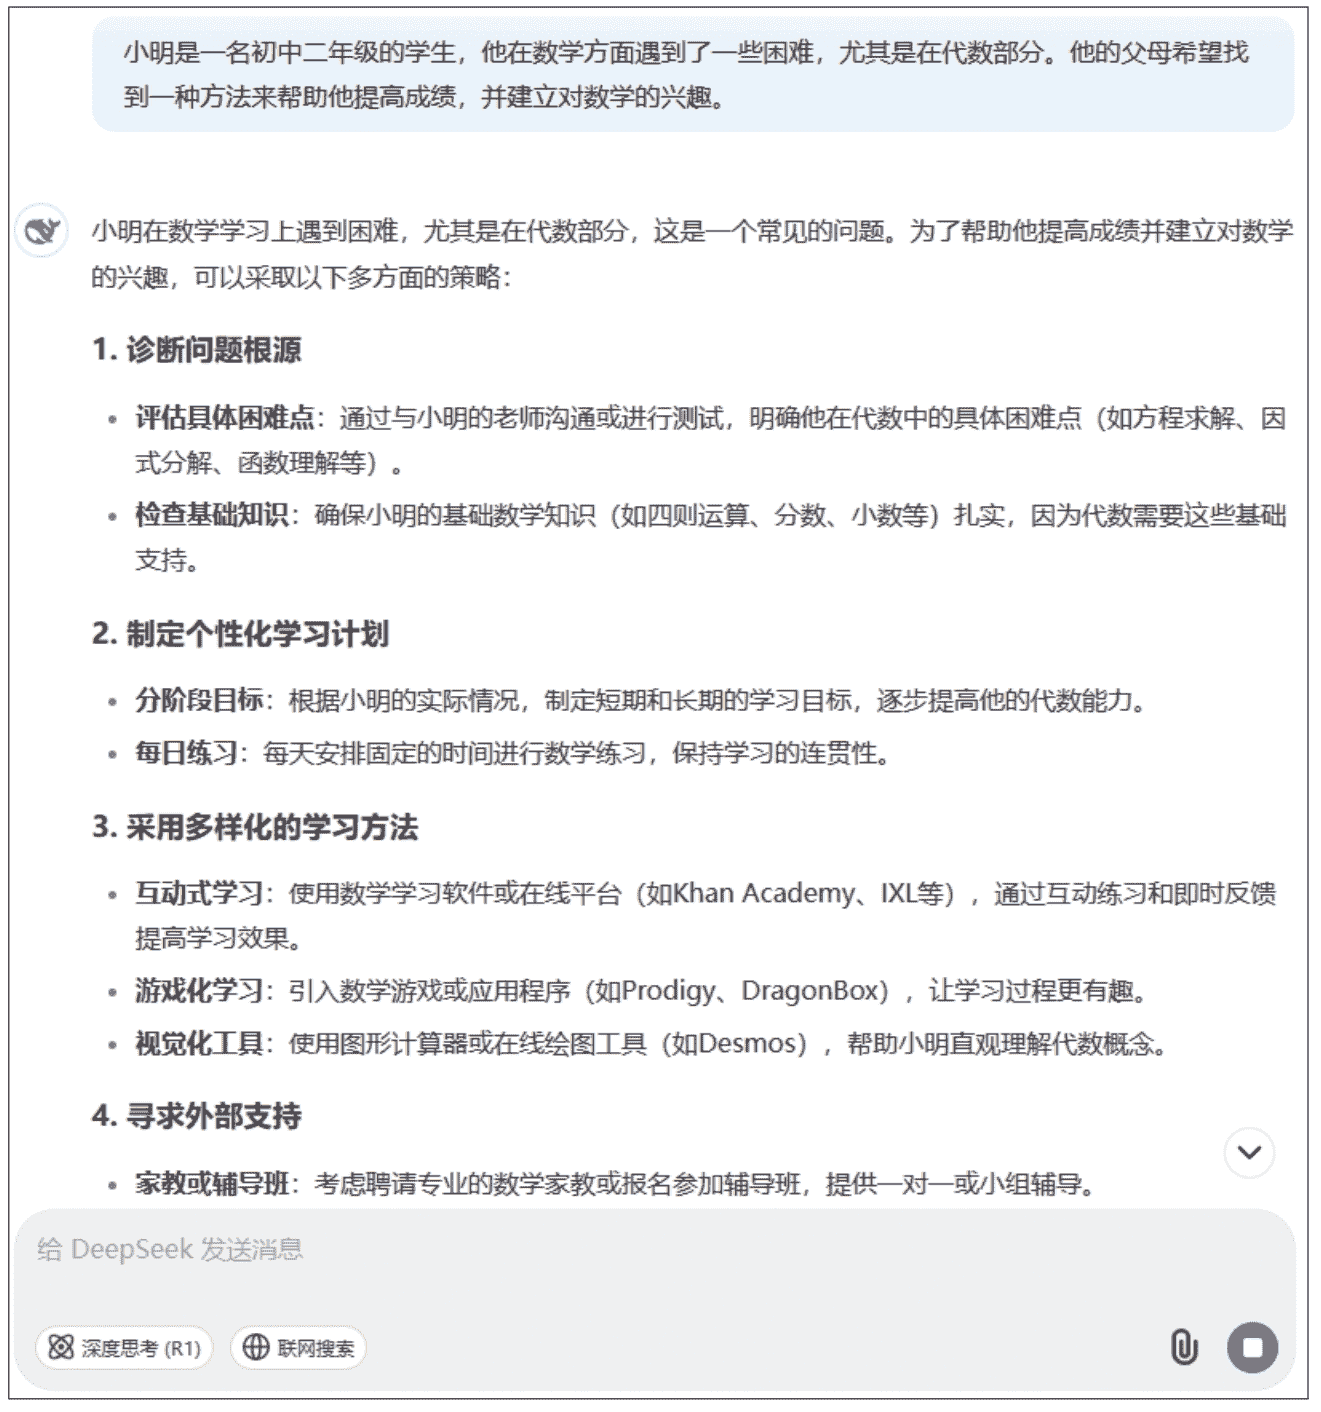 小明是一名初中二年级的学生，他在数学方面遇到了一些困难，尤其是在代数部分。他的父母希望找
到一种方法来帮助他提高成绩，并建立对数学的兴趣。
小明在数学学习上遇到困难，尤其是在代数部分，这是一个常见的问题。为了帮助他提高成绩并建立对数学
的兴趣，可以采取以下多方面的策略：
1. 诊断问题根源
• 评估具体困难点：通过与小明的老师沟通或进行测试，明确他在代数中的具体困难点（如方程求解、因
式分解、函数理解等）。
• 检查基础知识：确保小明的基础数学知识（如四则运算、分数、小数等）扎实，因为代数需要这些基础
支持。
2. 制定个性化学习计划
• 分阶段目标：根据小明的实际情况，制定短期和长期的学习目标，逐步提高他的代数能力。
• 每日练习：每天安排固定的时间进行数学练习，保持学习的连贯性。
3. 采用多样化的学习方法
• 互动式学习：使用数学学习软件或在线平台（如Khan Academy、IXL等），通过互动练习和即时反馈
提高学习效果。
• 游戏化学习：引入数学游戏或应用程序（如Prodigy、DragonBox），让学习过程更有趣。
• 视觉化工具：使用图形计算器或在线绘图工具（如Desmos），帮助小明直观理解代数概念。
4. 寻求外部支持
• 家教或辅导班：考虑聘请专业的数学家教或报名参加辅导班，提供一对一或小组辅导。
给 DeepSeek 发送消息
深度思考 (R1) 联网搜索